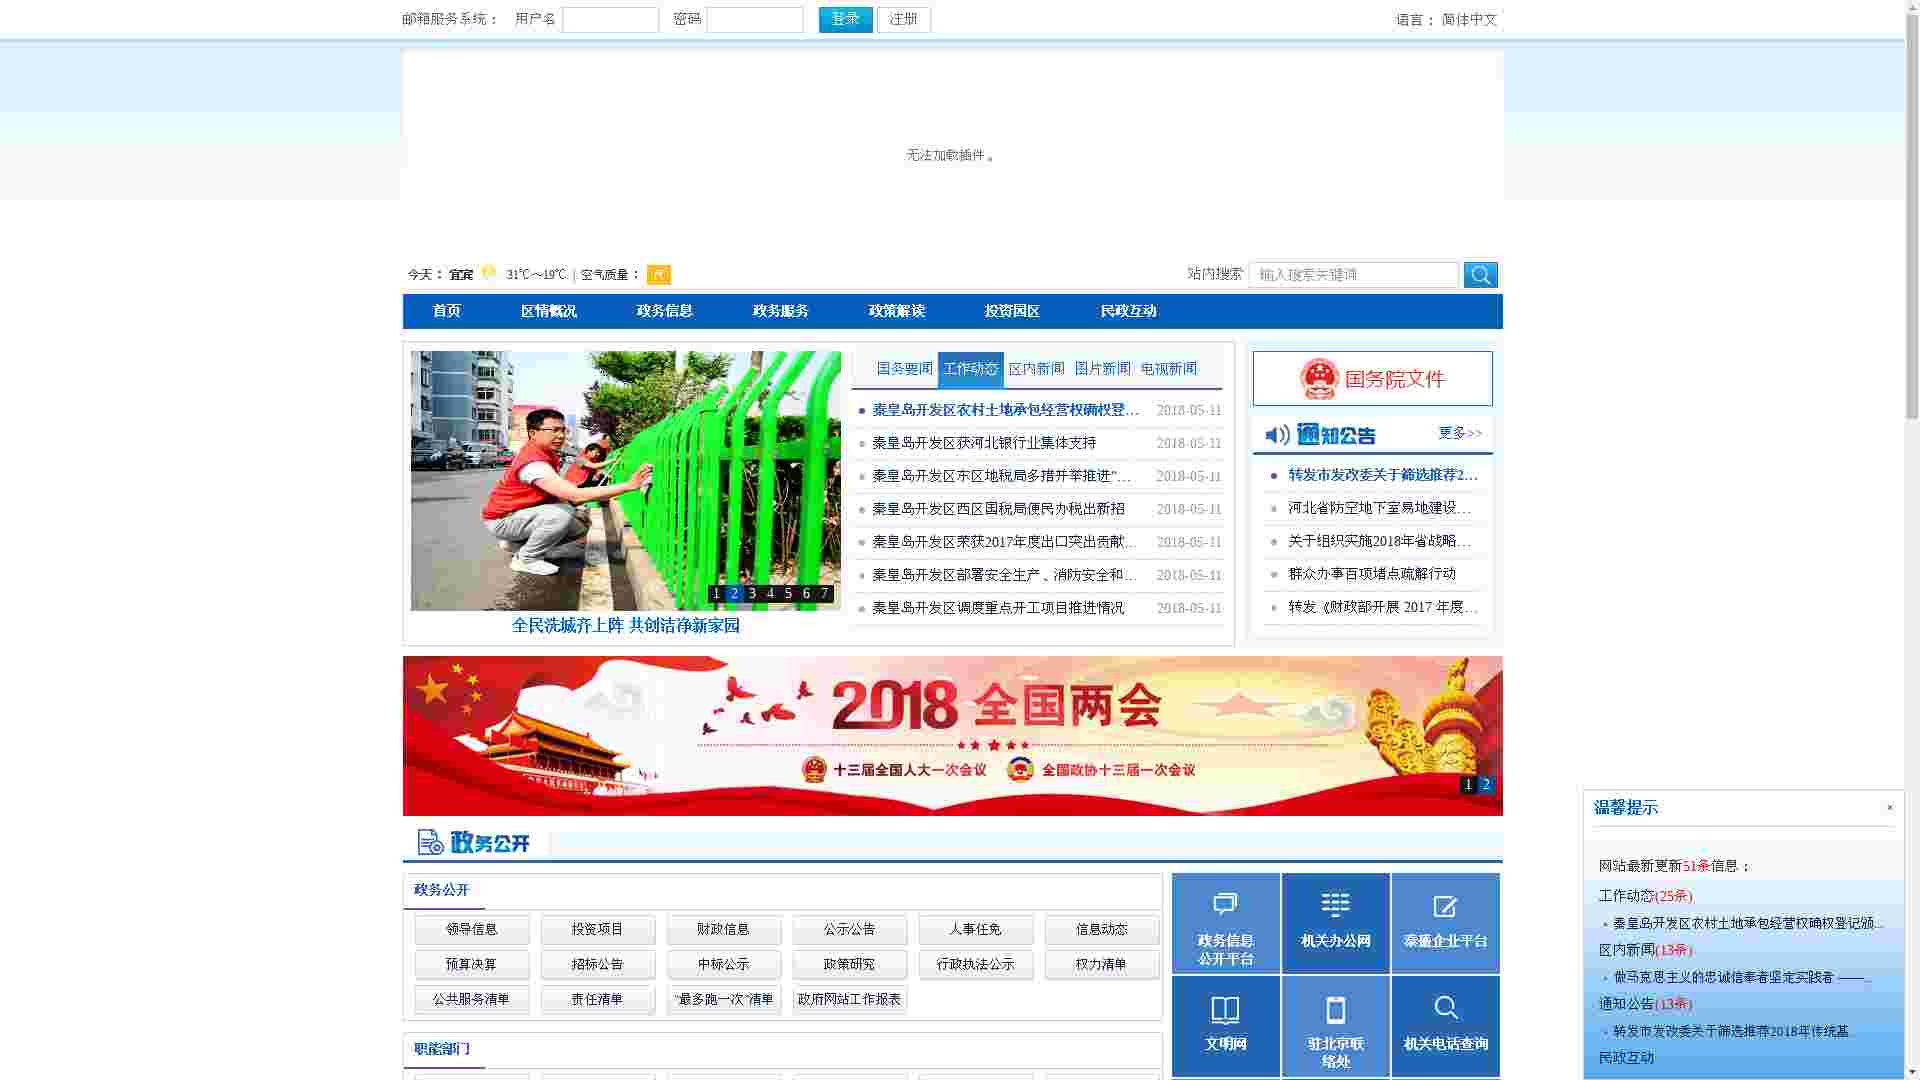 邮箱服务系统： 用户名 密码 登录 注册 语言： 简体中文
无法加载插件。
今天： 宜宾 31℃～19℃ | 空气质量： 优 站内搜索 输入搜索关键词
首页 区情概况 政务信息 政务服务 政策解读 投资园区 民政互动
国务要闻 工作动态 区内新闻 图片新闻 电视新闻
秦皇岛开发区农村土地承包经营权确权登… 2018-05-11
秦皇岛开发区获河北银行业集体支持 2018-05-11
秦皇岛开发区东区地税局多措并举推进“… 2018-05-11
秦皇岛开发区西区国税局便民办税出新招 2018-05-11
秦皇岛开发区荣获2017年度出口突出贡献… 2018-05-11
秦皇岛开发区部署安全生产、消防安全和… 2018-05-11
秦皇岛开发区调度重点开工项目推进情况 2018-05-11
1 2 3 4 5 6 7
全民洗城齐上阵 共创洁净新家园
国务院文件
通知公告 更多>>
转发市发改委关于筛选推荐2…
河北省防空地下室易地建设…
关于组织实施2018年省战略…
群众办事百项堵点疏解行动
转发《财政部开展 2017 年度…
2018 全国两会
十三届全国人大一次会议 全国政协十三届一次会议
1 2
政务公开
政务公开
领导信息 投资项目 财政信息 公示公告 人事任免 信息动态
预算决算 招标公告 中标公示 政策研究 行政执法公示 权力清单
公共服务清单 责任清单 “最多跑一次”清单 政府网站工作报表
职能部门
政务信息
公开平台
机关办公网
泰盛企业平台
文明网
驻北京联
络处
机关电话查询
温馨提示 ×
网站最新更新51条信息：
工作动态(25条)
·秦皇岛开发区农村土地承包经营权确权登记颁...
区内新闻(13条)
·做马克思主义的忠诚信奉者坚定实践者 ——...
通知公告(13条)
·转发市发改委关于筛选推荐2018年传统基...
民政互动